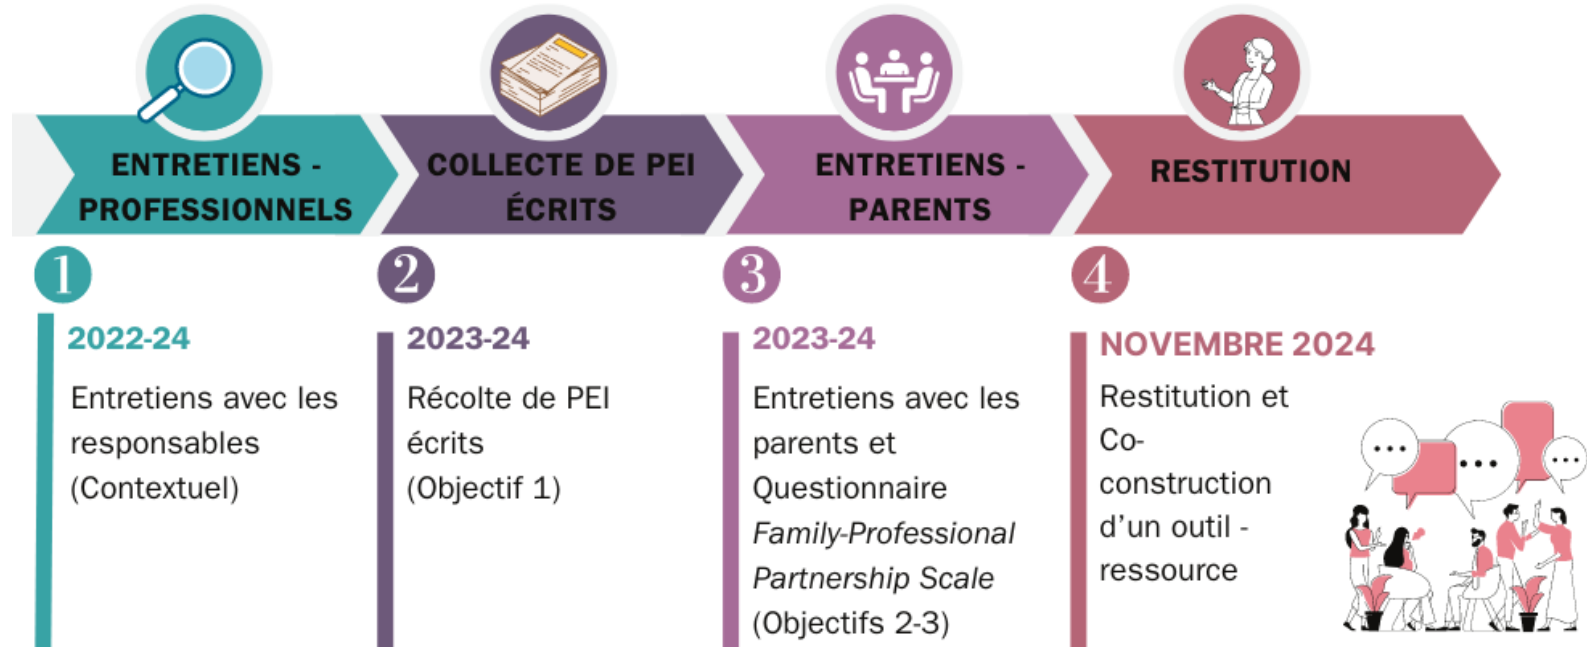 ENTRETIENS -
PROFESSIONNELS
COLLECTE DE PEI
ÉCRITS
ENTRETIENS -
PARENTS
RESTITUTION
1
2022-24
Entretiens avec les
responsables
(Contextuel)
2
2023-24
Récolte de PEI
écrits
(Objectif 1)
3
2023-24
Entretiens avec les
parents et
Questionnaire
Family-Professional
Partnership Scale
(Objectifs 2-3)
4
NOVEMBRE 2024
Restitution et
Co-
construction
d’un outil -
ressource